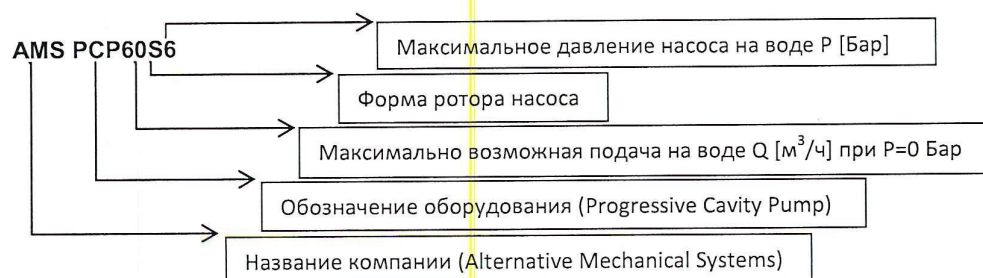 AMS PCP60S6
Максимальное давление насоса на воде P [Бар]
Форма ротора насоса
Максимально возможная подача на воде Q [м³/ч] при P=0 Бар
Обозначение оборудования (Progressive Cavity Pump)
Название компании (Alternative Mechanical Systems)